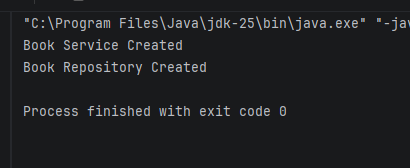 "C:\Program Files\Java\jdk-25\bin\java.exe" "-jav
Book Service Created
Book Repository Created
Process finished with exit code 0